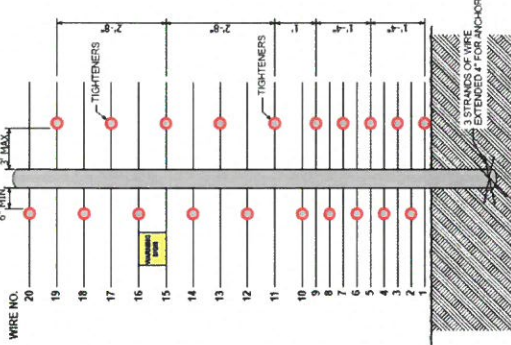 WIRE NO.
6" MIN.
3' MAX.
20
19
18
17
16
15
14
13
12
11
10
9
8
7
6
5
4
3
2
1
WARNING
SIGN
TIGHTENERS
TIGHTENERS
2'-8"
2'-8"
1'
1'-4"
1'-4"
3 STRANDS OF WIRE
EXTENDED 4" FOR ANCHOR